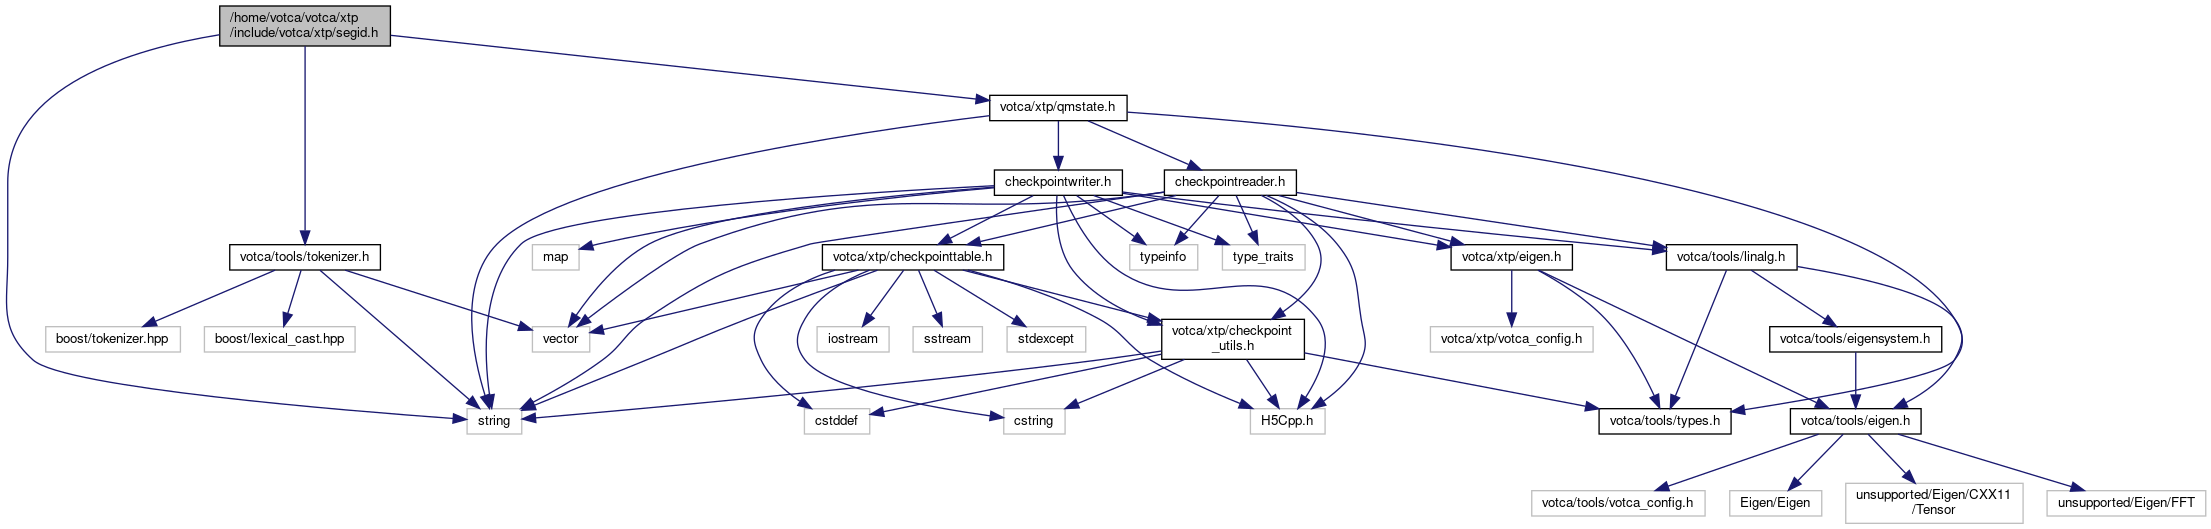 /home/votca/votca/xtp
/include/votca/xtp/segid.h
votca/xtp/qmstate.h
checkpointwriter.h
checkpointreader.h
votca/tools/tokenizer.h
map
votca/xtp/checkpointtable.h
typeinfo
type_traits
votca/xtp/eigen.h
votca/tools/linalg.h
boost/tokenizer.hpp
boost/lexical_cast.hpp
vector
iostream
sstream
stdexcept
votca/xtp/checkpoint
_utils.h
votca/xtp/votca_config.h
votca/tools/eigensystem.h
string
cstddef
cstring
H5Cpp.h
votca/tools/types.h
votca/tools/eigen.h
votca/tools/votca_config.h
Eigen/Eigen
unsupported/Eigen/CXX11
/Tensor
unsupported/Eigen/FFT